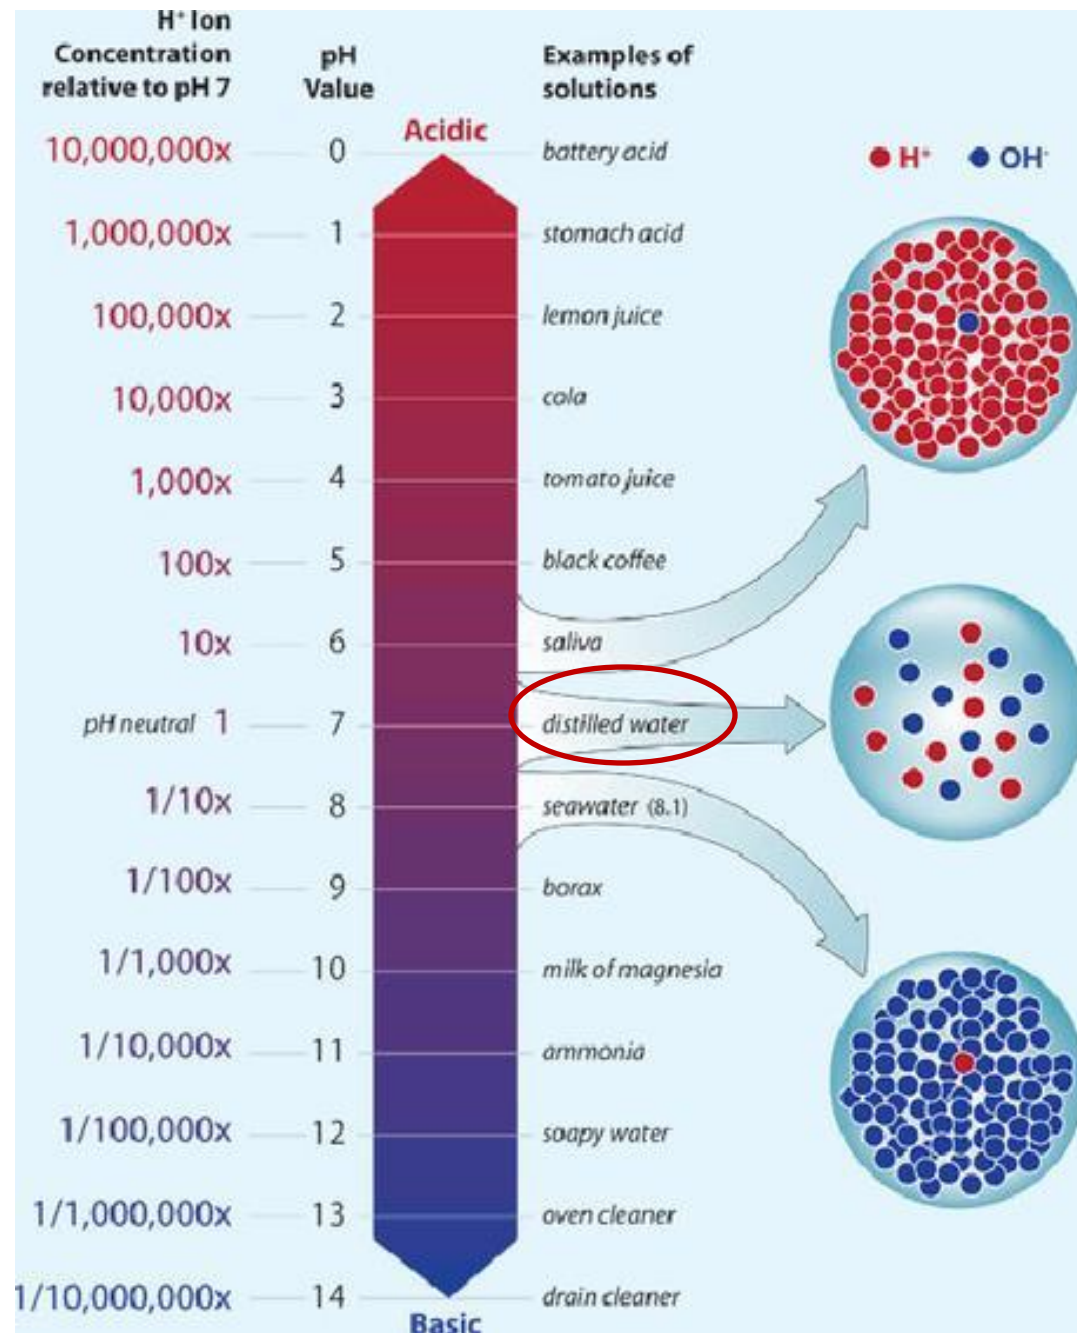 H⁺ Ion
Concentration
relative to pH 7
pH
Value
Examples of
solutions
Acidic
10,000,000x 0 battery acid
H⁺ OH⁻
1,000,000x 1 stomach acid
100,000x 2 lemon juice
10,000x 3 cola
1,000x 4 tomato juice
100x 5 black coffee
10x 6 saliva
pH neutral 1 7 distilled water
1/10x 8 seawater (8.1)
1/100x 9 borax
1/1,000x 10 milk of magnesia
1/10,000x 11 ammonia
1/100,000x 12 soapy water
1/1,000,000x 13 oven cleaner
1/10,000,000x 14 drain cleaner
Basic